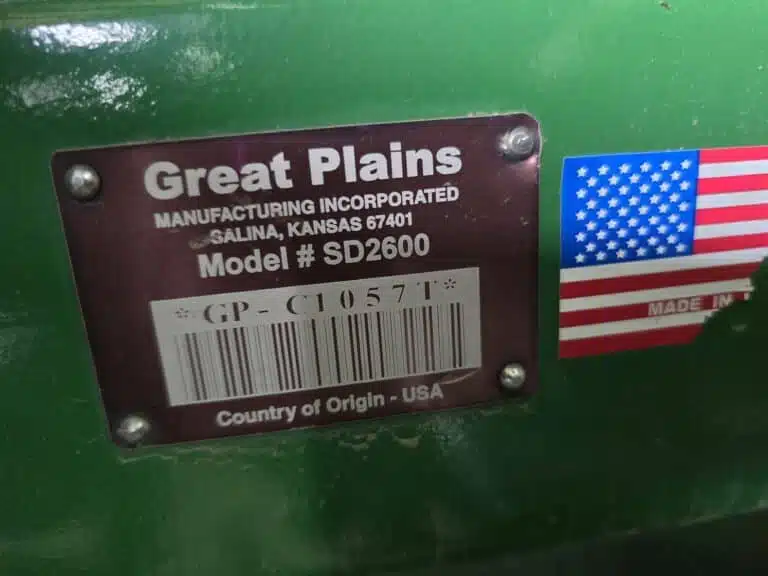 Great Plains
MANUFACTURING INCORPORATED
SALINA, KANSAS 67401
Model # SD2600
*GP-C1057T*
Country of Origin - USA
MADE IN